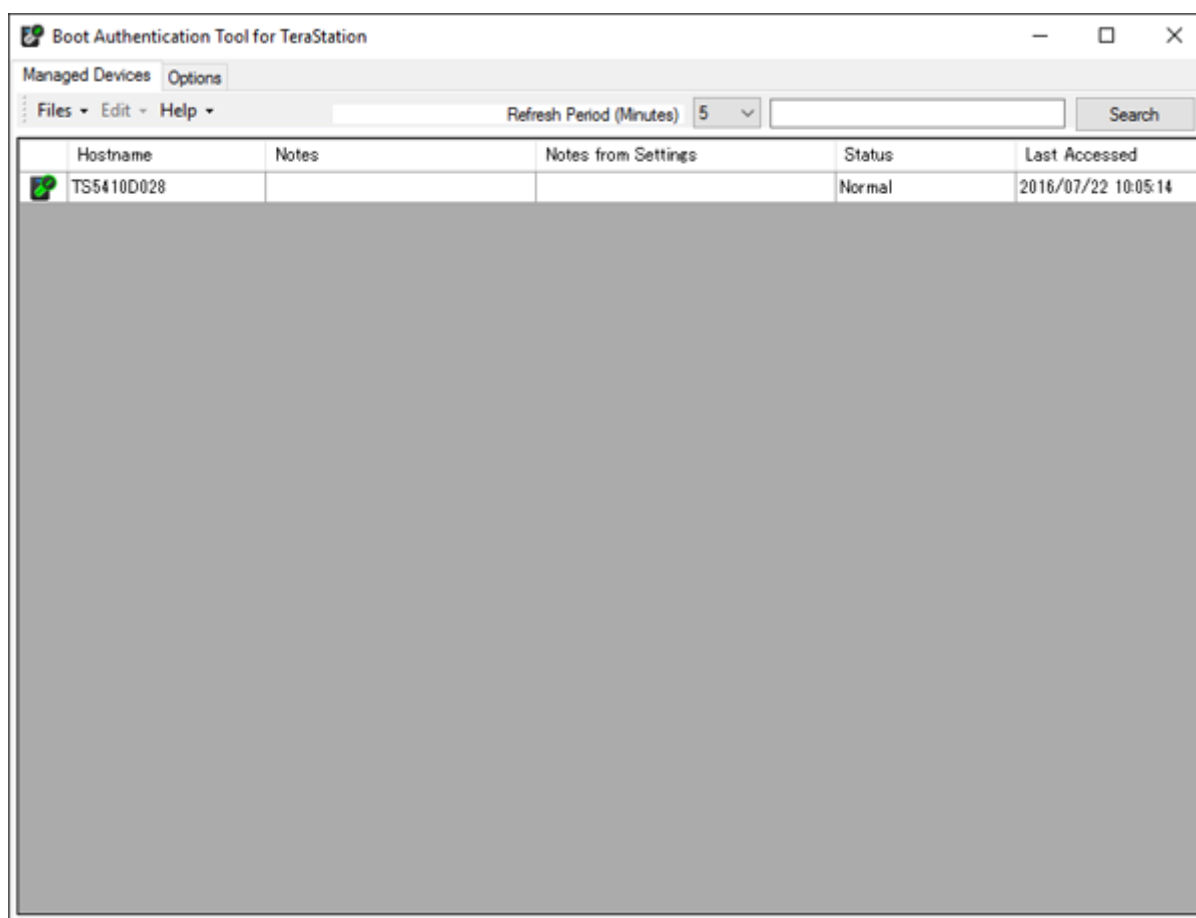 Boot Authentication Tool for TeraStation
Managed Devices Options
Files Edit Help Refresh Period (Minutes) 5 Search
Hostname Notes Notes from Settings Status Last Accessed
TS5410D028 Normal 2016/07/22 10:05:14